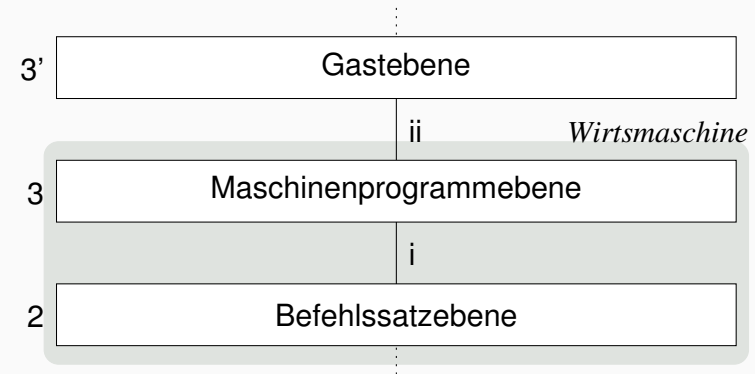 3’ Gastebene
ii Wirtsmaschine
3 Maschinenprogrammebene
i
2 Befehlssatzebene